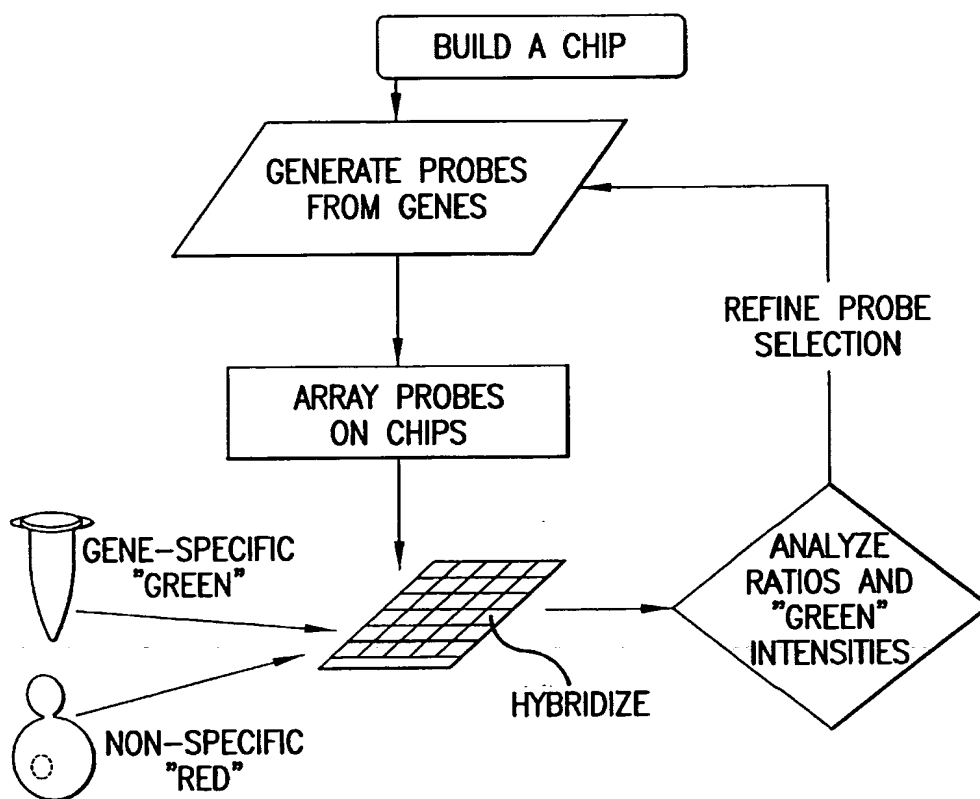 BUILD A CHIP
GENERATE PROBES
FROM GENES
REFINE PROBE
SELECTION
ARRAY PROBES
ON CHIPS
GENE-SPECIFIC
"GREEN"
ANALYZE
RATIOS AND
"GREEN"
INTENSITIES
HYBRIDIZE
NON-SPECIFIC
"RED"